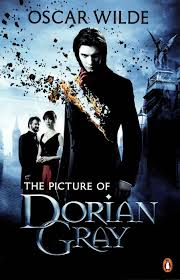 OSCAR WILDE
THE PICTURE OF
DORIAN
GRAY